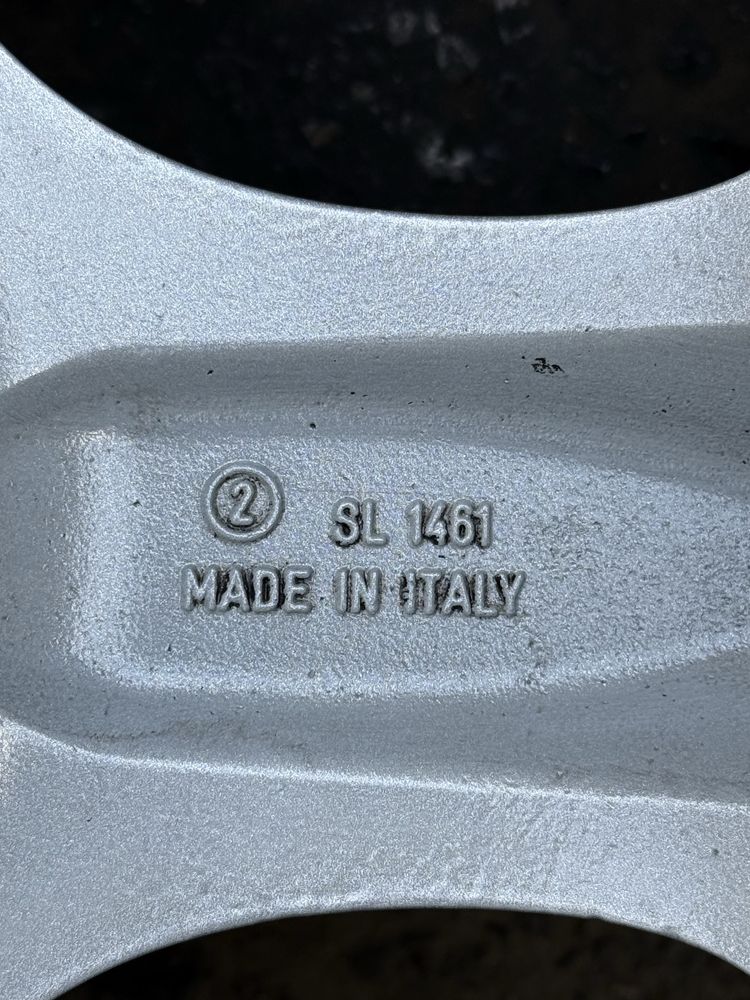 ② SL 1461
MADE IN ITALY